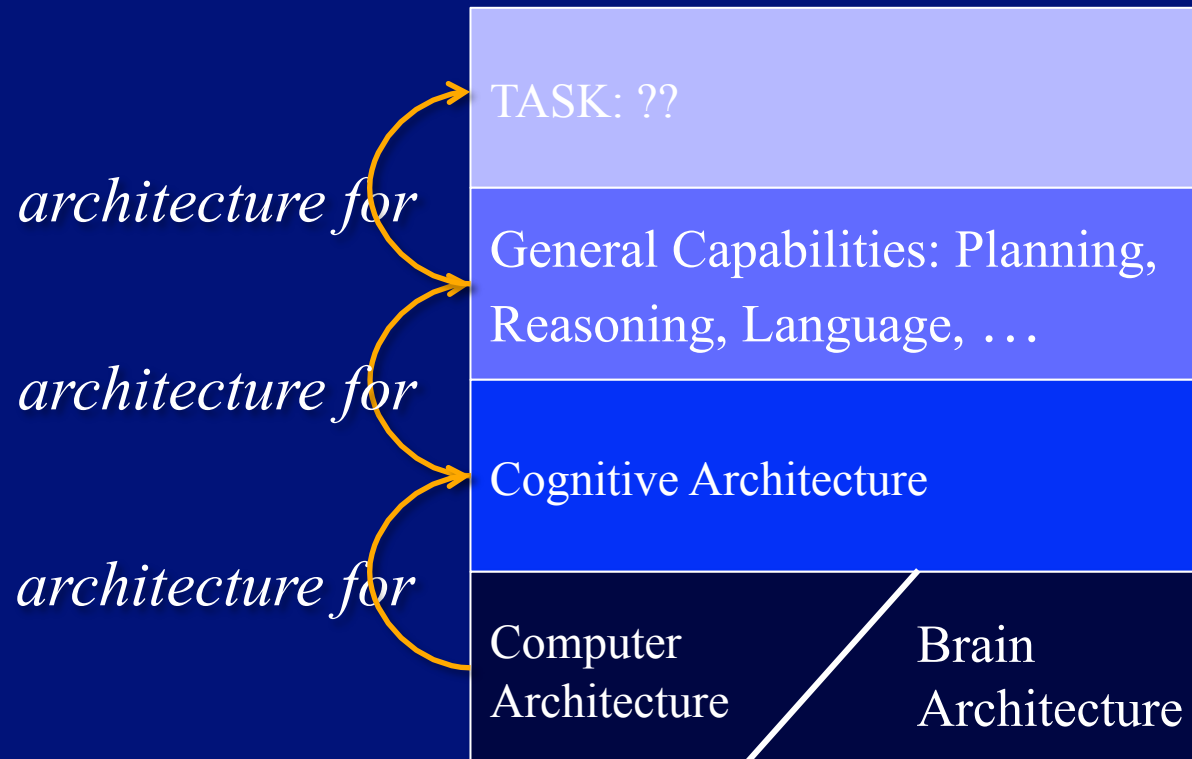 TASK: ??
architecture for
General Capabilities: Planning,
Reasoning, Language, …
architecture for
Cognitive Architecture
architecture for
Computer
Architecture
Brain
Architecture